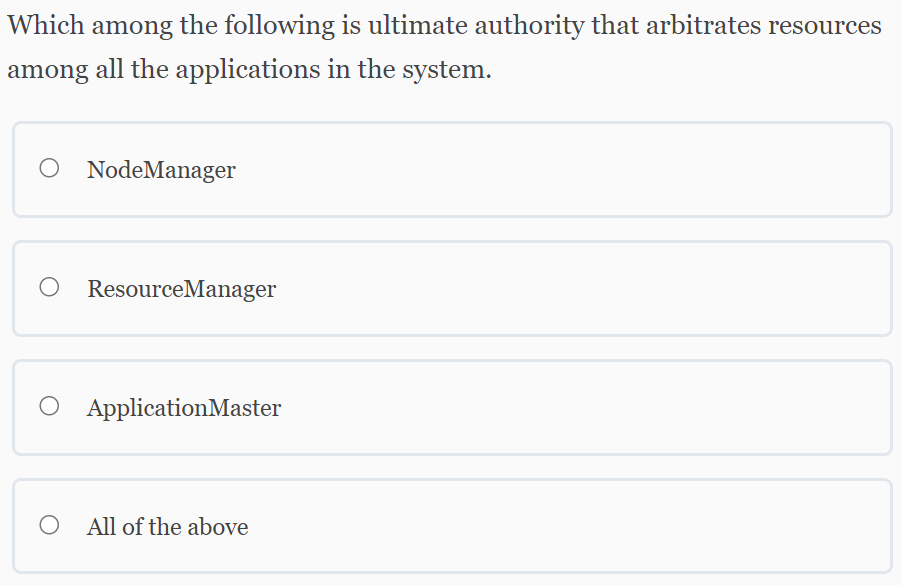 Which among the following is ultimate authority that arbitrates resources
among all the applications in the system.
NodeManager
ResourceManager
ApplicationMaster
All of the above